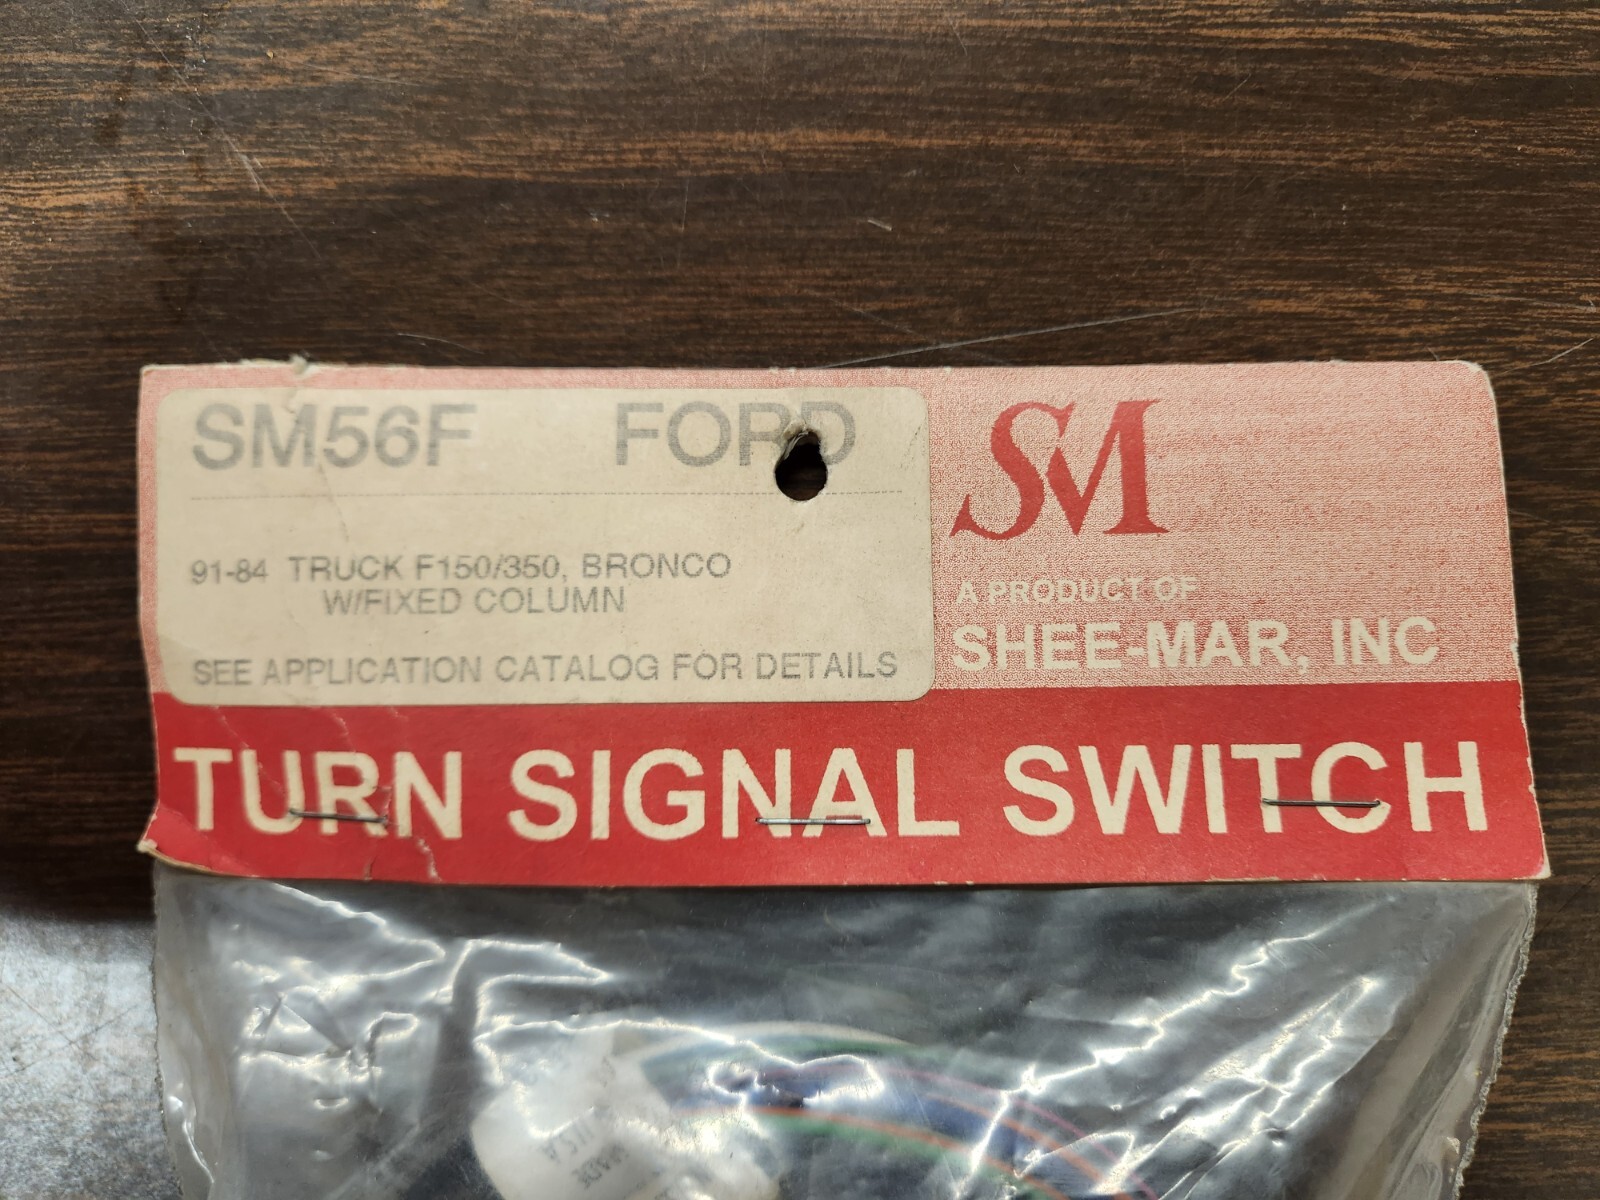 SM56F FORD
91-84 TRUCK F150/350, BRONCO
W/FIXED COLUMN
SEE APPLICATION CATALOG FOR DETAILS
SM
A PRODUCT OF
SHEE-MAR, INC
TURN SIGNAL SWITCH
MADE
U.S.A